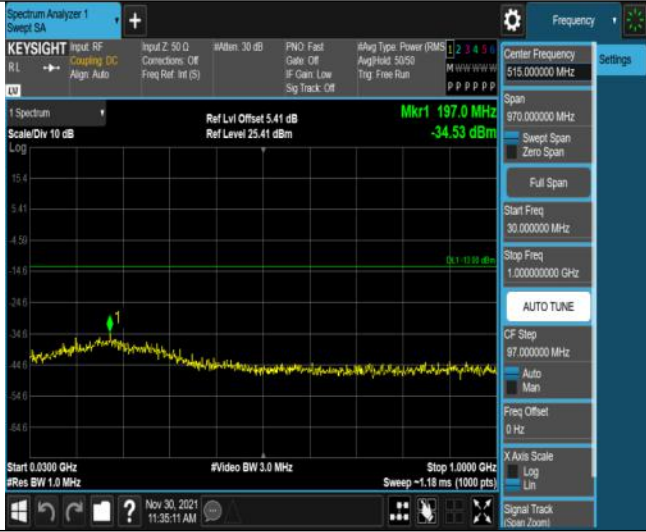 Spectrum Analyzer 1
Swept SA
+
Frequency
KEYSIGHT
Input: RF
Coupling: DC
Align: Auto
Input Z: 50 Ω
Corrections: Off
Freq Ref: Int (S)
#Atten: 30 dB
PNO: Fast
Gate: Off
IF Gain: Low
Sig Track: Off
#Avg Type: Power (RMS
Avg|Hold: 50/50
Trig: Free Run
1 2 3 4 5 6
M W W W W W
P P P P P P
RL
LV
1 Spectrum
Scale/Div 10 dB
Log
Ref Lvl Offset 5.41 dB
Ref Level 25.41 dBm
Mkr1 197.0 MHz
-34.53 dBm
15.4
5.41
-4.59
-14.6
-24.6
-34.6
-44.6
-54.6
-64.6
DL1 -13.00 dBm
1
Start 0.0300 GHz
#Res BW 1.0 MHz
#Video BW 3.0 MHz
Stop 1.0000 GHz
Sweep ~1.18 ms (1000 pts)
Center Frequency
515.000000 MHz
Settings
Span
970.000000 MHz
Swept Span
Zero Span
Full Span
Start Freq
30.000000 MHz
Stop Freq
1.000000000 GHz
AUTO TUNE
CF Step
97.000000 MHz
Auto
Man
Freq Offset
0 Hz
X Axis Scale
Log
Lin
Signal Track
(Span Zoom)
?
Nov 30, 2021
11:35:11 AM